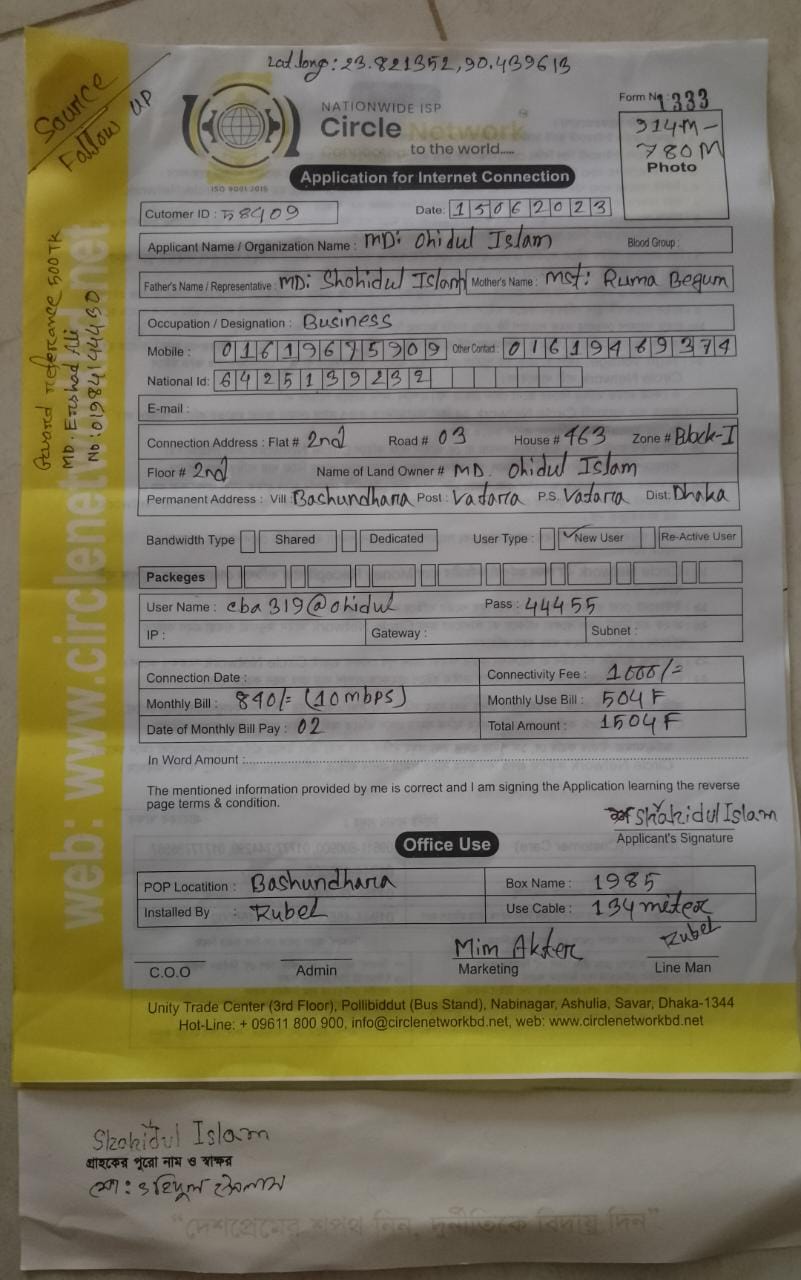 Lat long: 23.821352,90.439613
Source
Follow up
NATIONWIDE ISP
Circle Network
to the world.....
ISO 9001:2015
Form No: 1333
314M-
780M
Photo
Application for Internet Connection
Cutomer ID : 58409
Date: 15062023
Applicant Name / Organization Name : MD: Ohidul Islam Blood Group :
Father's Name / Representative : MD: Shohidul Islam Mother's Name : Mst: Ruma Begum
Occupation / Designation : Business
Mobile : 01619675909 Other Contact : 01619469374
National Id: 6425139232
E-mail :
Connection Address : Flat # 2nd Road # 03 House # 463 Zone # Block-I
Floor # 2nd Name of Land Owner # MD. Ohidul Islam
Permanent Address : Vill : Bashundhara Post : Vatara P.S. Vatara Dist: Dhaka
Bandwidth Type Shared Dedicated User Type : ✓ New User Re-Active User
Packeges
User Name : cba319@ohidul Pass : 44455
IP : Gateway : Subnet :
Connection Date : Connectivity Fee : 1000/=
Monthly Bill : 840/= (10mbps) Monthly Use Bill : 504 F
Date of Monthly Bill Pay : 02 Total Amount : 1504 F
In Word Amount :
The mentioned information provided by me is correct and I am signing the Application learning the reverse
page terms & condition.
Shahidul Islam
Applicant's Signature
Office Use
POP Locatition : Bashundhara Box Name : 1985
Installed By : Rubel Use Cable : 134 meter
Mim Akter
Rubel
C.O.O Admin Marketing Line Man
Unity Trade Center (3rd Floor), Pollibiddut (Bus Stand), Nabinagar, Ashulia, Savar, Dhaka-1344
Hot-Line: + 09611 800 900, info@circlenetworkbd.net, web: www.circlenetworkbd.net
referance 500TK
MD. Ershad Ali
No: 01984144430
web: www.circlenetworkbd.net
Shohidul Islam
গ্রাহকের পুরো নাম ও স্বাক্ষর
মো: ওহিদুল ইসলাম
“দেশপ্রেমের শপথ নিন, দুর্নীতিকে বিদায় দিন”